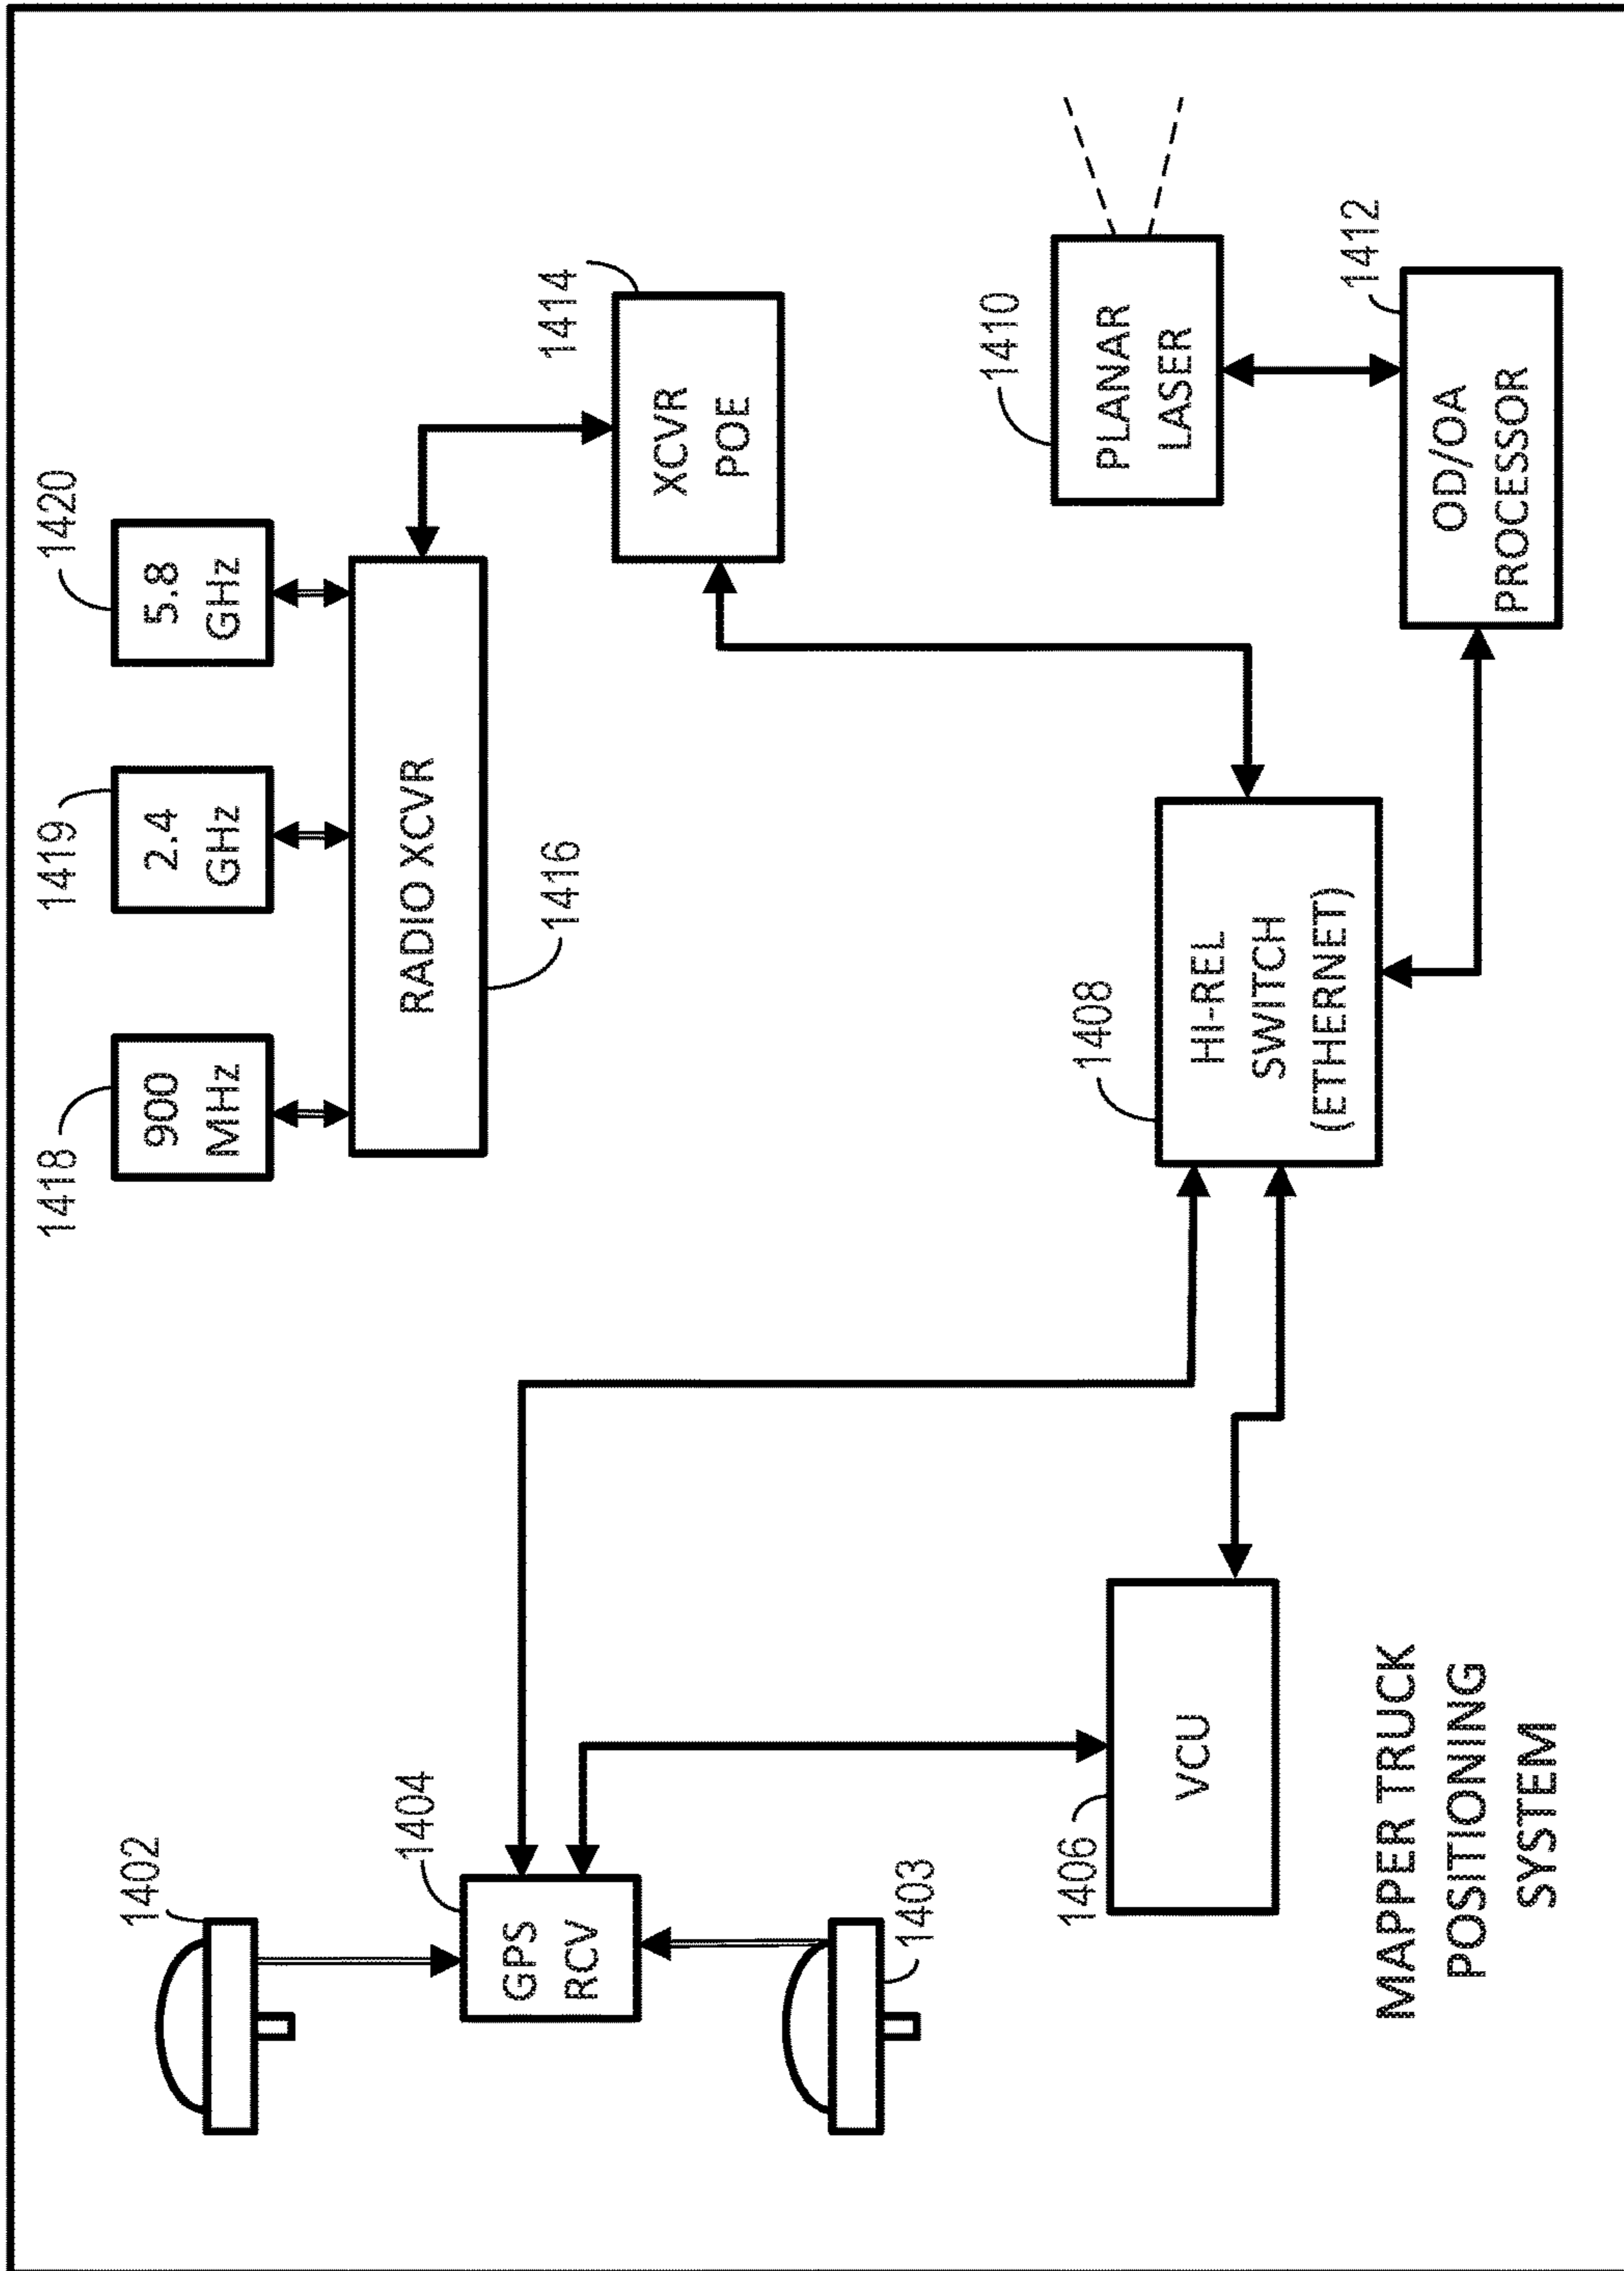 1418
900
MHz
1419
2.4
GHz
1420
5.8
GHz
1402
1404
GPS
RCV
1403
RADIO XCVR
1416
1414
XCVR
POE
1406
VCU
1408
HI-REL
SWITCH
(ETHERNET)
1410
PLANAR
LASER
1412
OD/OA
PROCESSOR
MAPPER TRUCK
POSITIONING
SYSTEM